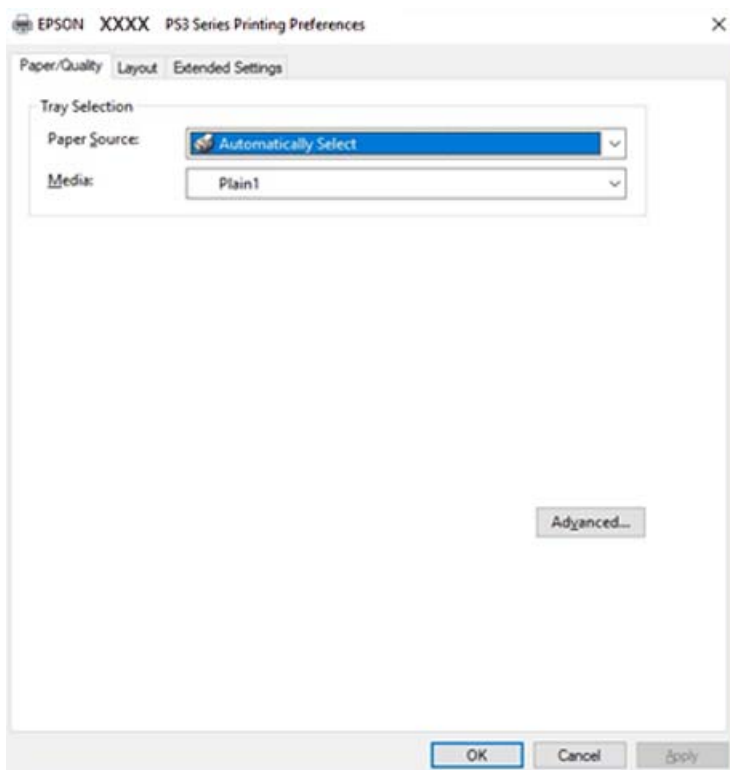 EPSON XXXX PS3 Series Printing Preferences
Paper/Quality Layout Extended Settings
Tray Selection
Paper Source: Automatically Select
Media: Plain1
Advanced...
OK Cancel Apply